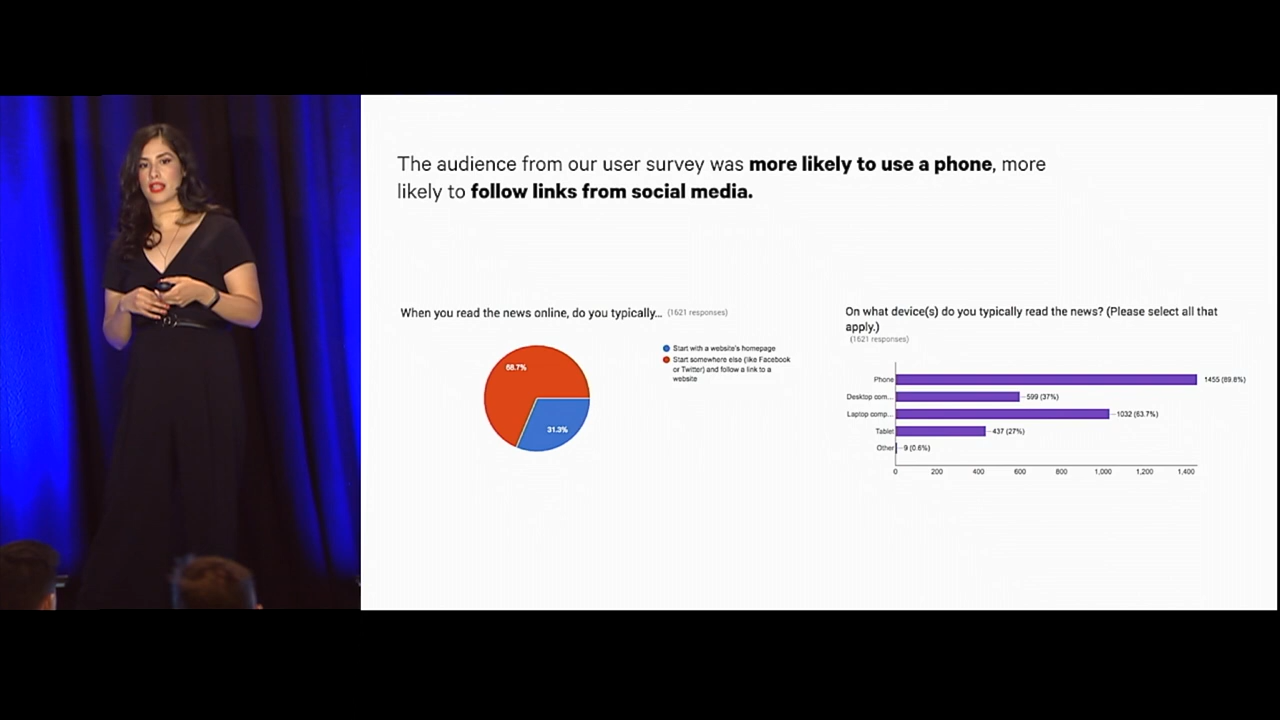 The audience from our user survey was more likely to use a phone, more
likely to follow links from social media.
When you read the news online, do you typically... (1621 responses)
68.7%
31.3%
Start with a website's homepage
Start somewhere else (like Facebook
or Twitter) and follow a link to a
website
On what device(s) do you typically read the news? (Please select all that
apply.)
(1621 responses)
Phone 1455 (89.8%)
Desktop com... 599 (37%)
Laptop comp... 1032 (63.7%)
Tablet 437 (27%)
Other 9 (0.6%)
0 200 400 600 800 1,000 1,200 1,400